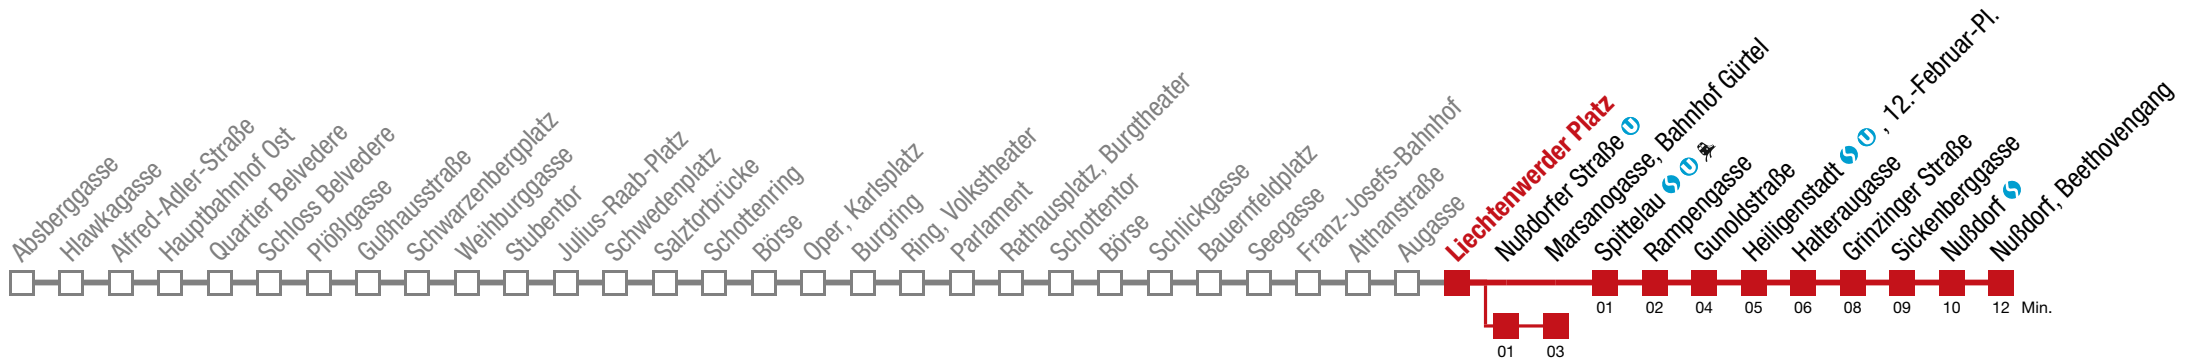 Absberggasse
Hlawkagasse
Alfred-Adler-Straße
Hauptbahnhof Ost
Quartier Belvedere
Schloss Belvedere
Plößlgasse
Gußhausstraße
Schwarzenbergplatz
Weihburggasse
Stubentor
Julius-Raab-Platz
Schwedenplatz
Salztorbrücke
Schottenring
Börse
Oper, Karlsplatz
Burgring
Ring, Volkstheater
Parlament
Rathausplatz, Burgtheater
Schottentor
Börse
Schlickgasse
Bauernfeldplatz
Seegasse
Franz-Josefs-Bahnhof
Althanstraße
Augasse
Liechtenwerder Platz
Nußdorfer Straße U
Marsanogasse, Bahnhof Gürtel
Spittelau S U
Rampengasse
Gunoldstraße
Heiligenstadt S U , 12.-Februar-Pl.
Halteraugasse
Grinzinger Straße
Sickenberggasse
Nußdorf S
Nußdorf, Beethovengang
01 02 04 05 06 08 09 10 12 Min.
01 03